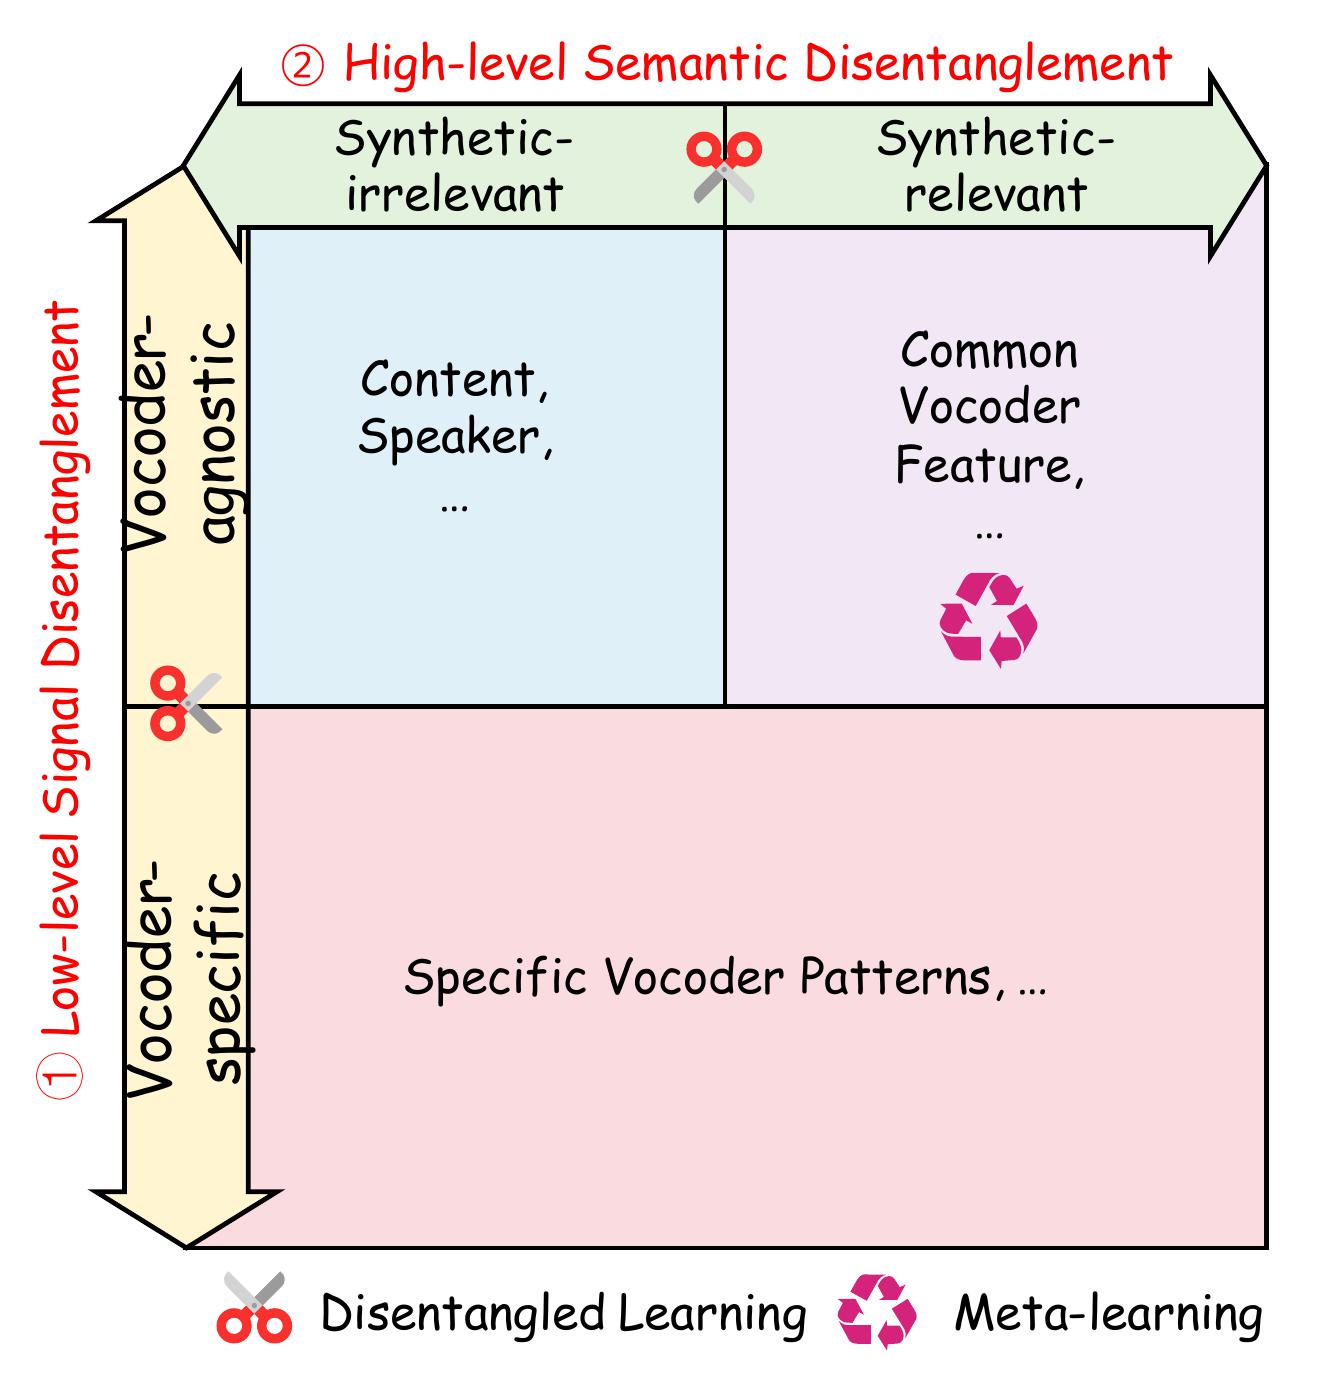 ② High-level Semantic Disentanglement
Synthetic-
irrelevant
Synthetic-
relevant
① Low-level Signal Disentanglement
Vocoder-
agnostic
Content,
Speaker,
...
Common
Vocoder
Feature,
...
Vocoder-
specific
Specific Vocoder Patterns, ...
Disentangled Learning
Meta-learning